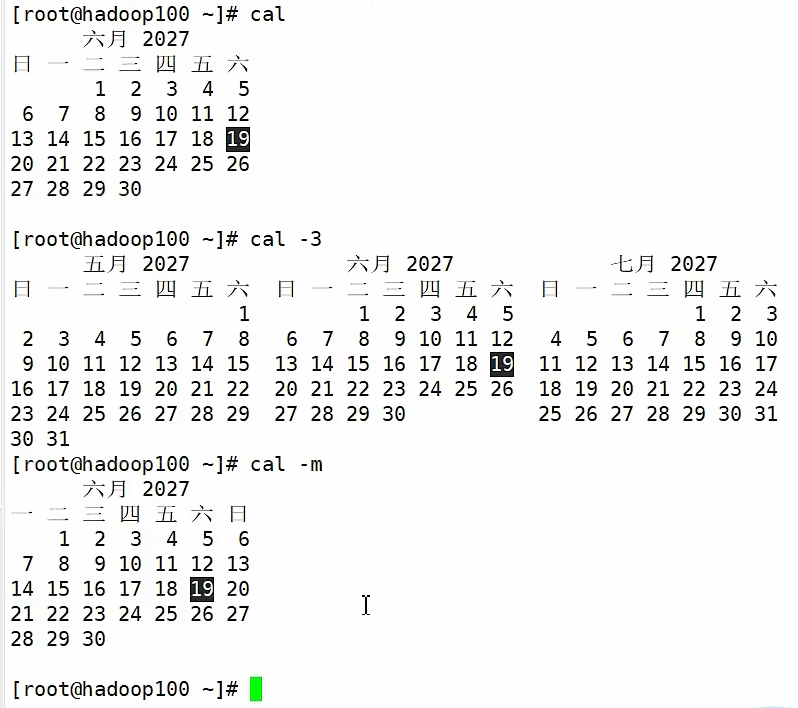 [root@hadoop100 ~]# cal
      六月 2027
日 一 二 三 四 五 六
       1  2  3  4  5
 6  7  8  9 10 11 12
13 14 15 16 17 18 19
20 21 22 23 24 25 26
27 28 29 30
[root@hadoop100 ~]# cal -3
      五月 2027             六月 2027             七月 2027
日 一 二 三 四 五 六  日 一 二 三 四 五 六  日 一 二 三 四 五 六
                   1         1  2  3  4  5               1  2  3
 2  3  4  5  6  7  8   6  7  8  9 10 11 12   4  5  6  7  8  9 10
 9 10 11 12 13 14 15  13 14 15 16 17 18 19  11 12 13 14 15 16 17
16 17 18 19 20 21 22  20 21 22 23 24 25 26  18 19 20 21 22 23 24
23 24 25 26 27 28 29  27 28 29 30           25 26 27 28 29 30 31
30 31
[root@hadoop100 ~]# cal -m
      六月 2027
一 二 三 四 五 六 日
    1  2  3  4  5  6
 7  8  9 10 11 12 13
14 15 16 17 18 19 20
21 22 23 24 25 26 27
28 29 30
[root@hadoop100 ~]#